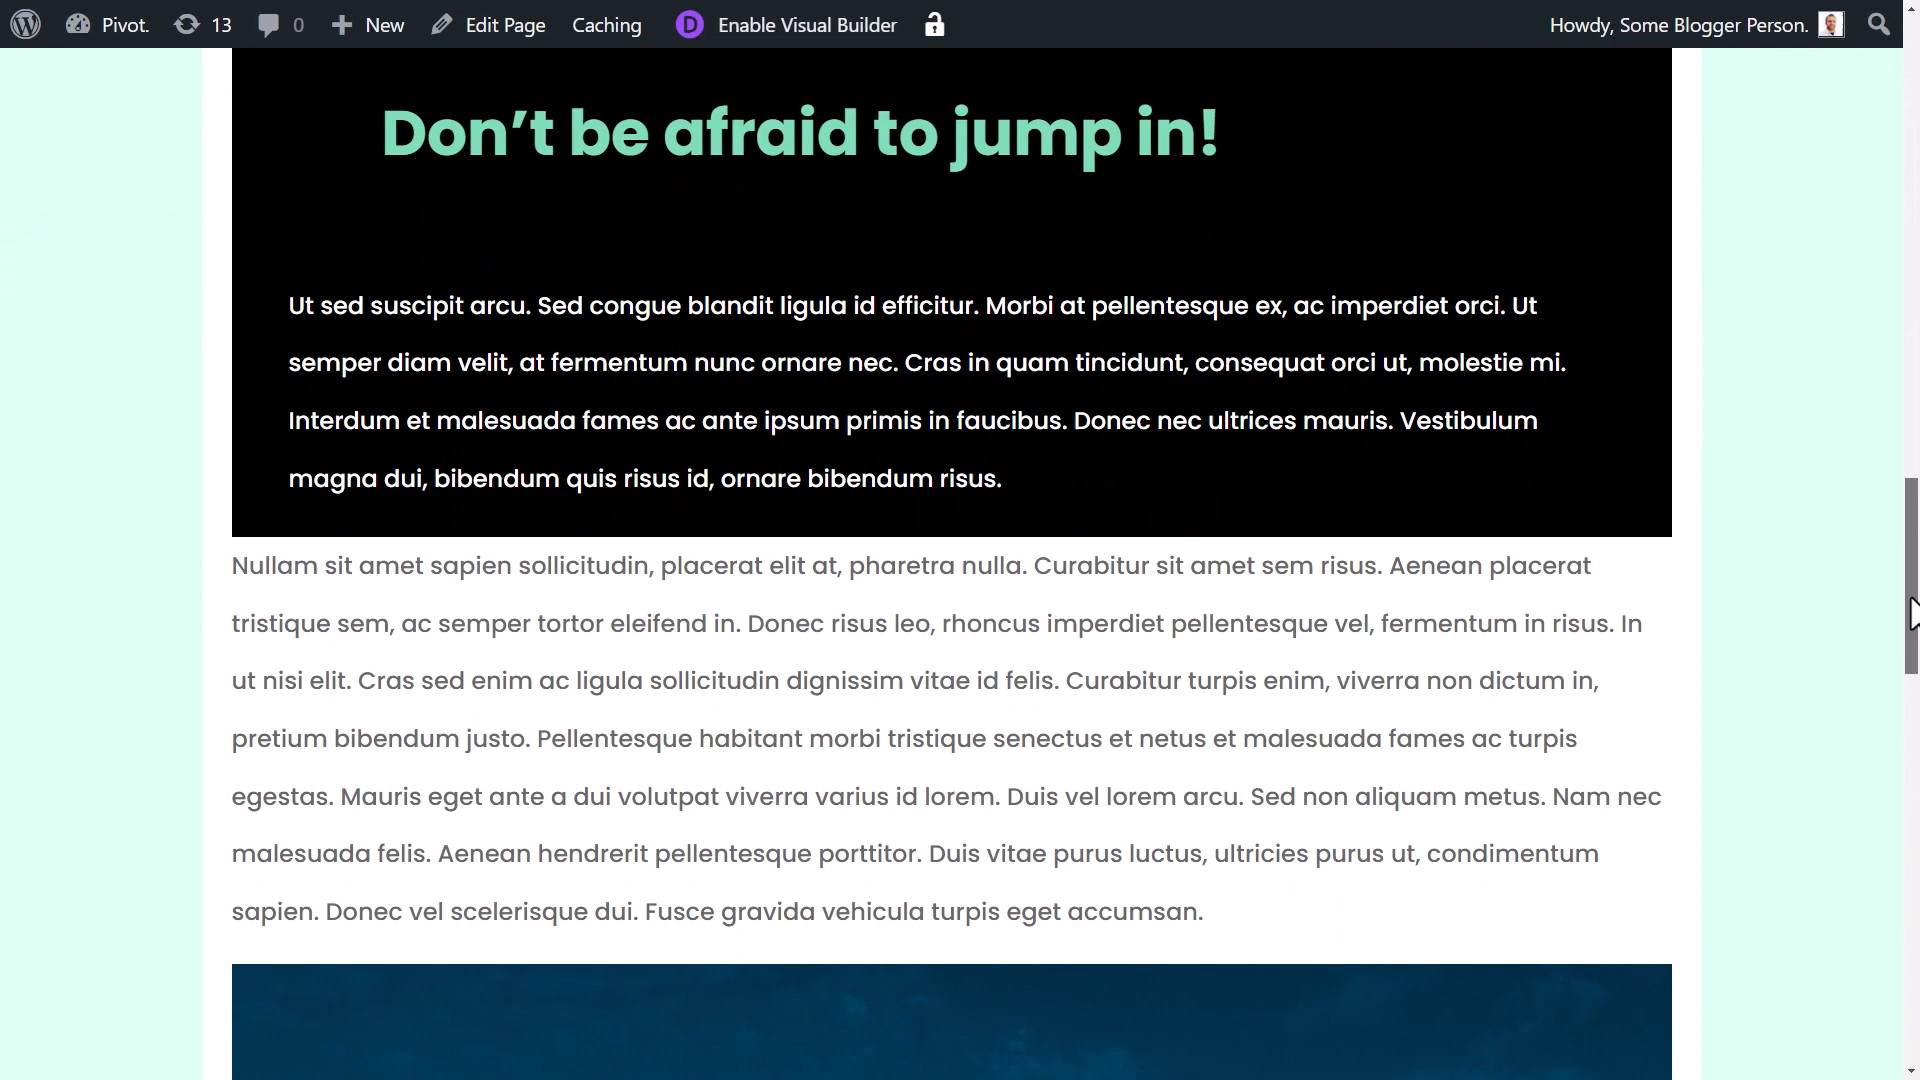 Pivot. 13 0 New Edit Page Caching D Enable Visual Builder Howdy, Some Blogger Person.
Don’t be afraid to jump in!
Ut sed suscipit arcu. Sed congue blandit ligula id efficitur. Morbi at pellentesque ex, ac imperdiet orci. Ut
semper diam velit, at fermentum nunc ornare nec. Cras in quam tincidunt, consequat orci ut, molestie mi.
Interdum et malesuada fames ac ante ipsum primis in faucibus. Donec nec ultrices mauris. Vestibulum
magna dui, bibendum quis risus id, ornare bibendum risus.
Nullam sit amet sapien sollicitudin, placerat elit at, pharetra nulla. Curabitur sit amet sem risus. Aenean placerat
tristique sem, ac semper tortor eleifend in. Donec risus leo, rhoncus imperdiet pellentesque vel, fermentum in risus. In
ut nisi elit. Cras sed enim ac ligula sollicitudin dignissim vitae id felis. Curabitur turpis enim, viverra non dictum in,
pretium bibendum justo. Pellentesque habitant morbi tristique senectus et netus et malesuada fames ac turpis
egestas. Mauris eget ante a dui volutpat viverra varius id lorem. Duis vel lorem arcu. Sed non aliquam metus. Nam nec
malesuada felis. Aenean hendrerit pellentesque porttitor. Duis vitae purus luctus, ultricies purus ut, condimentum
sapien. Donec vel scelerisque dui. Fusce gravida vehicula turpis eget accumsan.